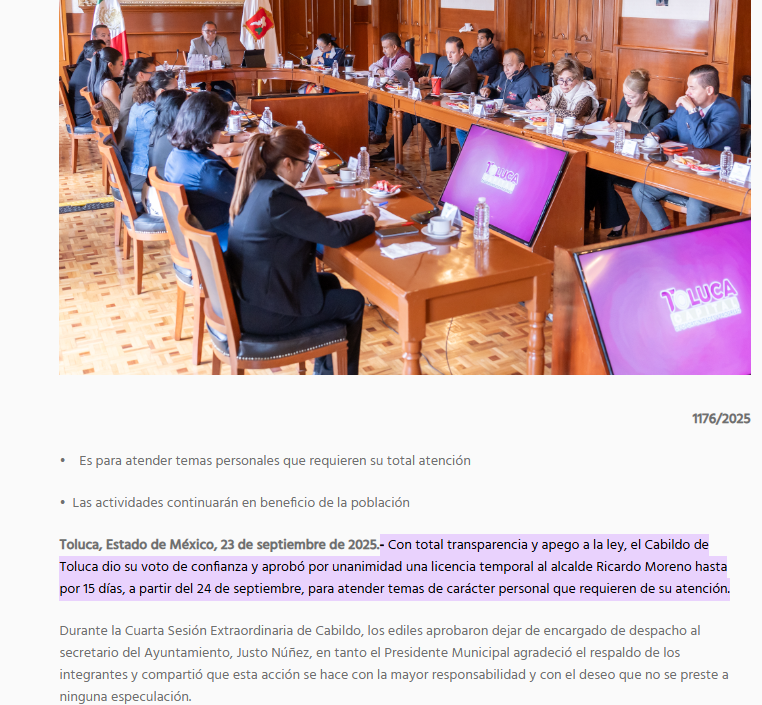 TOLUCA
CAPITAL
TOLUCA
CAPITAL
1176/2025
• Es para atender temas personales que requieren su total atención
• Las actividades continuarán en beneficio de la población
Toluca, Estado de México, 23 de septiembre de 2025.- Con total transparencia y apego a la ley, el Cabildo de
Toluca dio su voto de confianza y aprobó por unanimidad una licencia temporal al alcalde Ricardo Moreno hasta
por 15 días, a partir del 24 de septiembre, para atender temas de carácter personal que requieren de su atención.
Durante la Cuarta Sesión Extraordinaria de Cabildo, los ediles aprobaron dejar de encargado de despacho al
secretario del Ayuntamiento, Justo Núñez, en tanto el Presidente Municipal agradeció el respaldo de los
integrantes y compartió que esta acción se hace con la mayor responsabilidad y con el deseo que no se preste a
ninguna especulación.